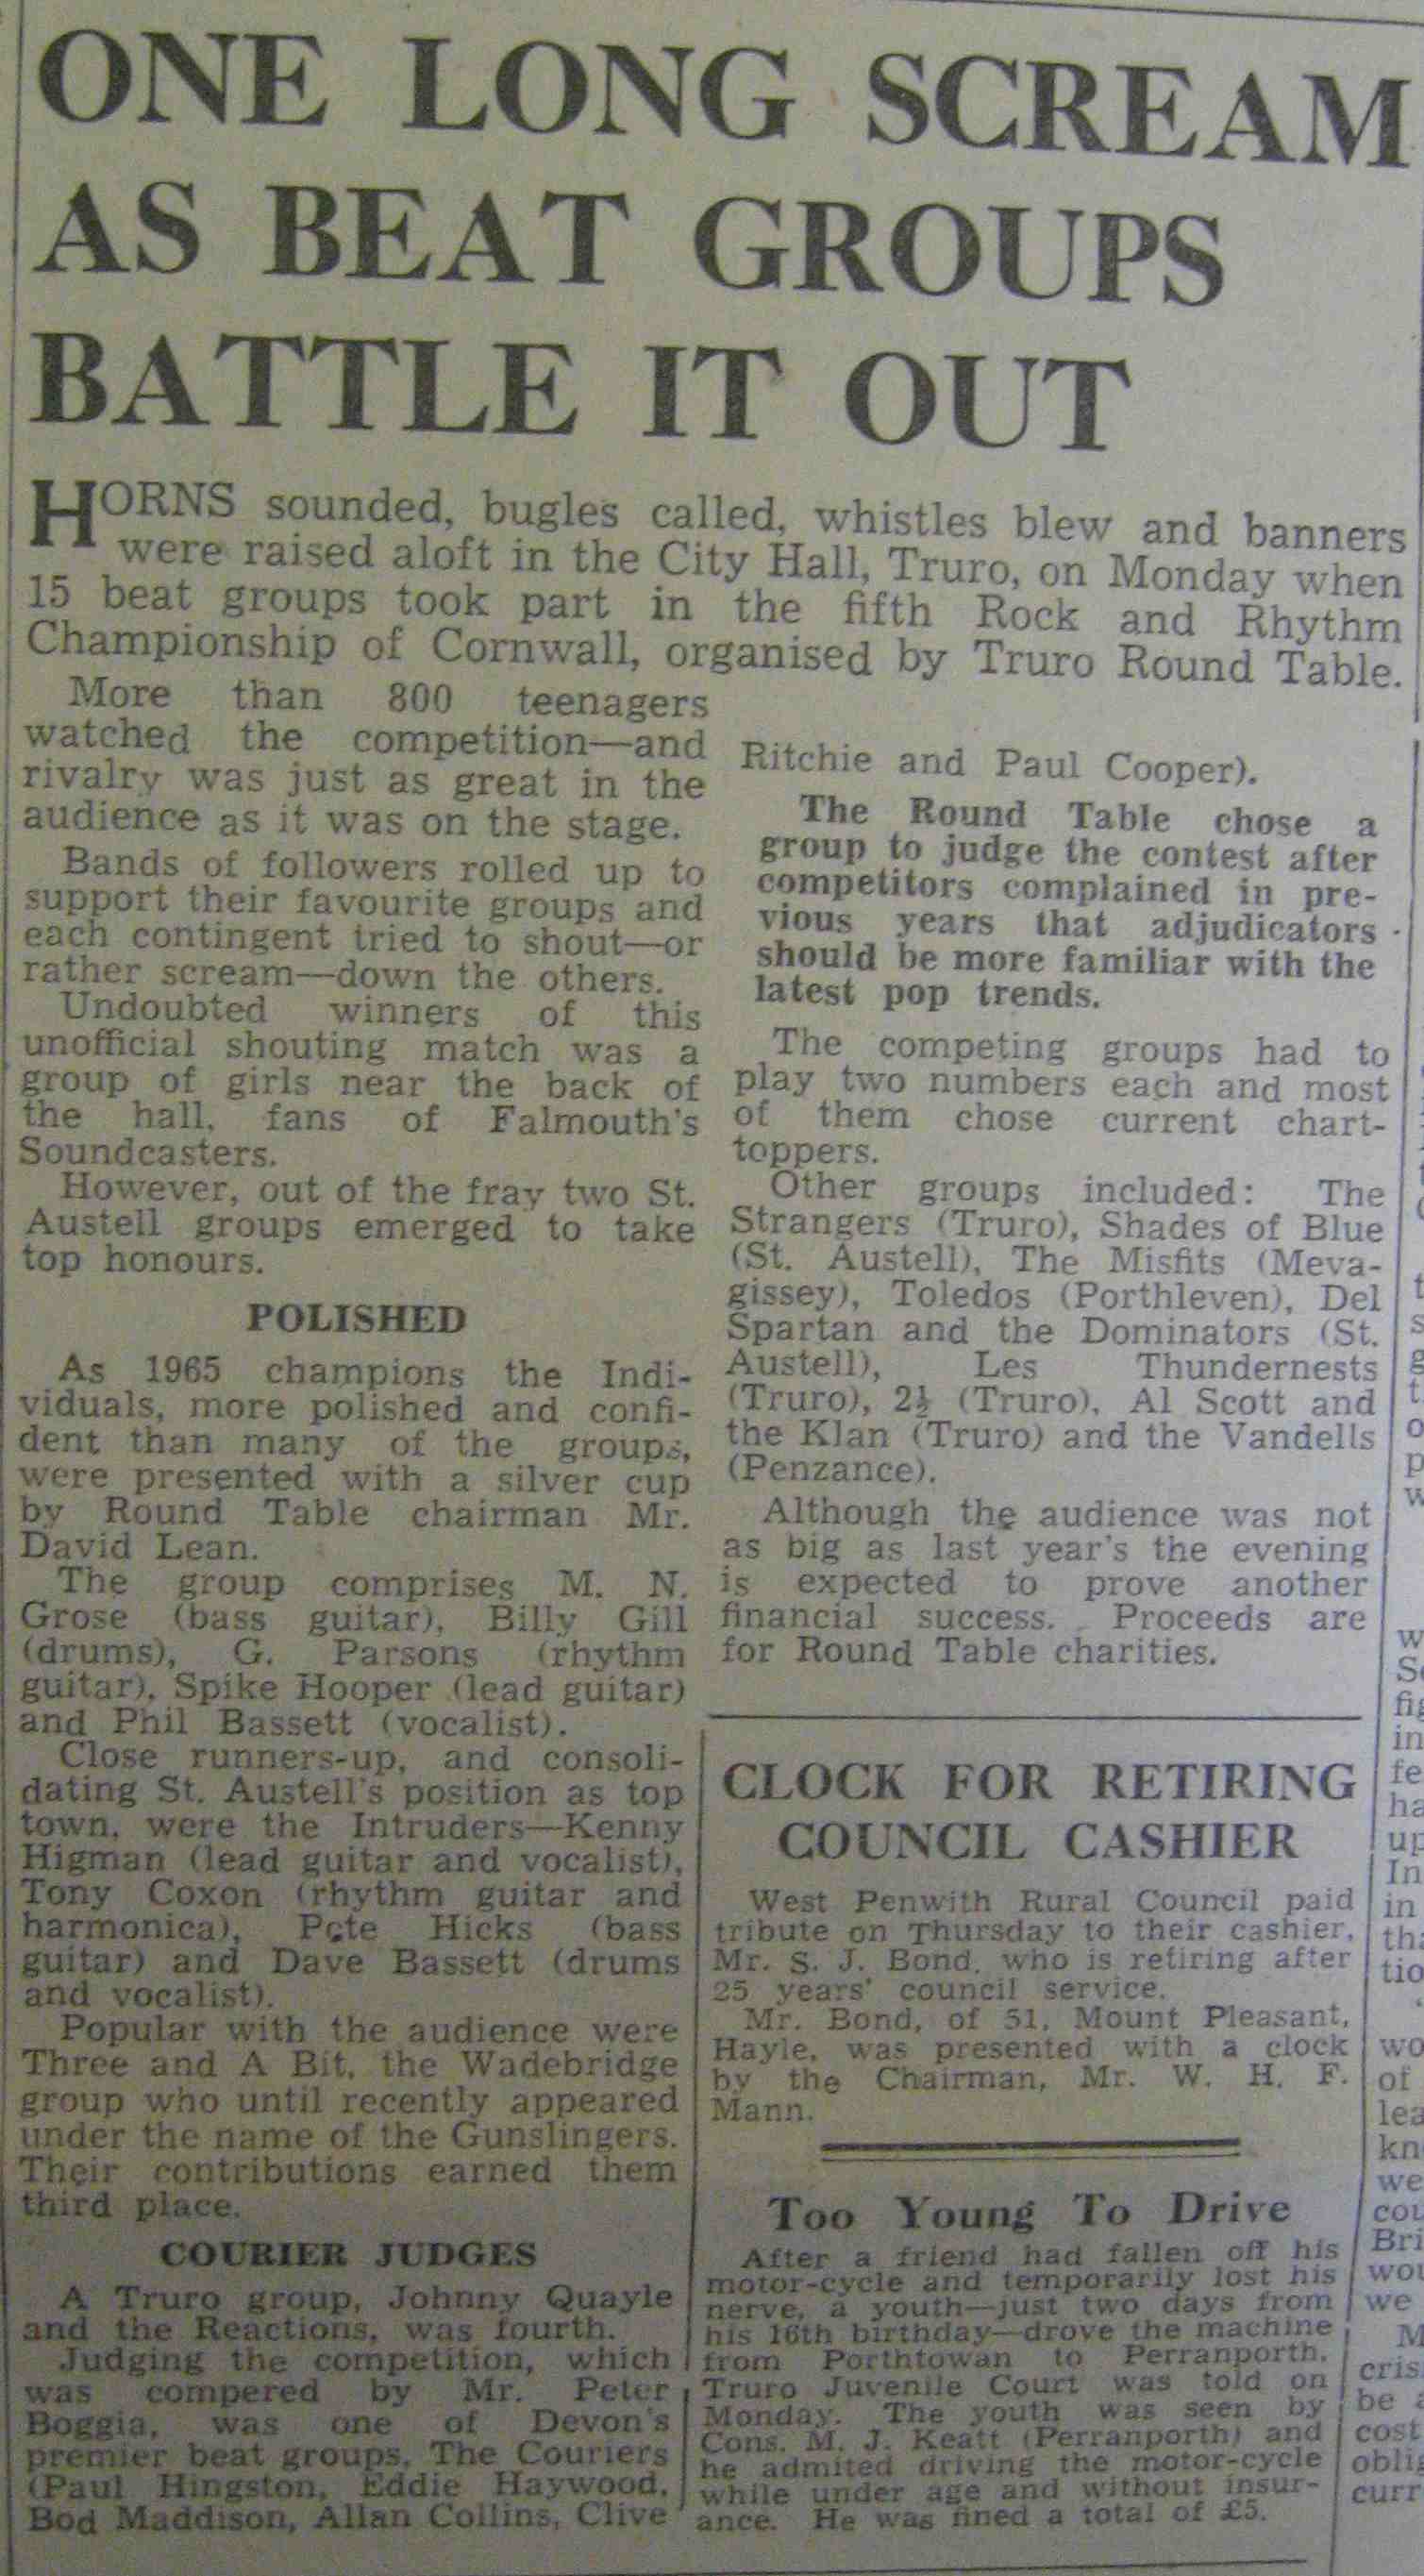 ONE LONG SCREAM
AS BEAT GROUPS
BATTLE IT OUT
HORNS sounded, bugles called, whistles blew and banners
were raised aloft in the City Hall, Truro, on Monday when
15 beat groups took part in the fifth Rock and Rhythm
Championship of Cornwall, organised by Truro Round Table.
More than 800 teenagers
watched the competition—and
rivalry was just as great in the
audience as it was on the stage.
Bands of followers rolled up to
support their favourite groups and
each contingent tried to shout—or
rather scream—down the others.
Undoubted winners of this
unofficial shouting match was a
group of girls near the back of
the hall, fans of Falmouth's
Soundcasters.
However, out of the fray two St.
Austell groups emerged to take
top honours.
POLISHED
As 1965 champions the Indi-
viduals, more polished and confi-
dent than many of the groups,
were presented with a silver cup
by Round Table chairman Mr.
David Lean.
The group comprises M. N.
Grose (bass guitar), Billy Gill
(drums), G. Parsons (rhythm
guitar), Spike Hooper (lead guitar)
and Phil Bassett (vocalist).
Close runners-up, and consoli-
dating St. Austell's position as top
town, were the Intruders—Kenny
Higman (lead guitar and vocalist),
Tony Coxon (rhythm guitar and
harmonica), Pete Hicks (bass
guitar) and Dave Bassett (drums
and vocalist).
Popular with the audience were
Three and A Bit, the Wadebridge
group who until recently appeared
under the name of the Gunslingers.
Their contributions earned them
third place.
COURIER JUDGES
A Truro group, Johnny Quayle
and the Reactions, was fourth.
Judging the competition, which
was compered by Mr. Peter
Boggia, was one of Devon's
premier beat groups, The Couriers
(Paul Hingston, Eddie Haywood,
Bod Maddison, Allan Collins, Clive
Ritchie and Paul Cooper).
The Round Table chose a
group to judge the contest after
competitors complained in pre-
vious years that adjudicators
should be more familiar with the
latest pop trends.
The competing groups had to
play two numbers each and most
of them chose current chart-
toppers.
Other groups included: The
Strangers (Truro), Shades of Blue
(St. Austell), The Misfits (Meva-
gissey), Toledos (Porthleven), Del
Spartan and the Dominators (St.
Austell), Les Thundernests
(Truro), 2½ (Truro), Al Scott and
the Klan (Truro) and the Vandells
(Penzance).
Although the audience was not
as big as last year's the evening
is expected to prove another
financial success. Proceeds are
for Round Table charities.
CLOCK FOR RETIRING
COUNCIL CASHIER
West Penwith Rural Council paid
tribute on Thursday to their cashier,
Mr. S. J. Bond, who is retiring after
25 years' council service.
Mr. Bond, of 51, Mount Pleasant,
Hayle, was presented with a clock
by the Chairman, Mr. W. H. F.
Mann.
Too Young To Drive
After a friend had fallen off his
motor-cycle and temporarily lost his
nerve, a youth—just two days from
his 16th birthday—drove the machine
from Porthtowan to Perranporth,
Truro Juvenile Court was told on
Monday. The youth was seen by
Cons. M. J. Keatt (Perranporth) and
he admited driving the motor-cycle
while under age and without insur-
ance. He was fined a total of £5.